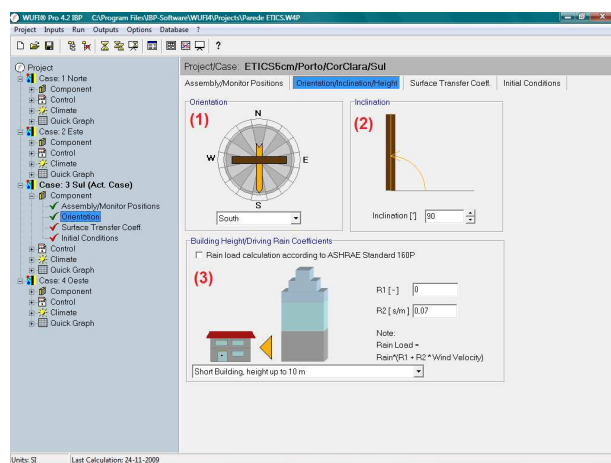 WUFI® Pro 4.2 IBP C:\Program Files\IBP-Software\WUFI4\Projects\Parede ETICS.W4P
Project Inputs Run Outputs Options Database ?
Project/Case: ETICS5cm/Porto/CorClara/Sul
Assembly/Monitor Positions Orientation/Inclination/Height Surface Transfer Coeff. Initial Conditions
Project
Case: 1 Norte
Component
Control
Climate
Quick Graph
Case: 2 Este
Component
Control
Climate
Quick Graph
Case: 3 Sul (Act. Case)
Component
Assembly/Monitor Positions
Orientation
Surface Transfer Coeff.
Initial Conditions
Control
Climate
Quick Graph
Case: 4 Oeste
Component
Control
Climate
Quick Graph
Orientation
(1)
N
W
E
S
South
Inclination
(2)
Inclination [°] 90
Building Height/Driving Rain Coefficients
Rain load calculation according to ASHRAE Standard 160P
(3)
R1 [-] 0
R2 [s/m] 0,07
Note:
Rain Load =
Rain*(R1 + R2 * Wind Velocity)
Short Building, height up to 10 m
Units: SI Last Calculation: 24-11-2009